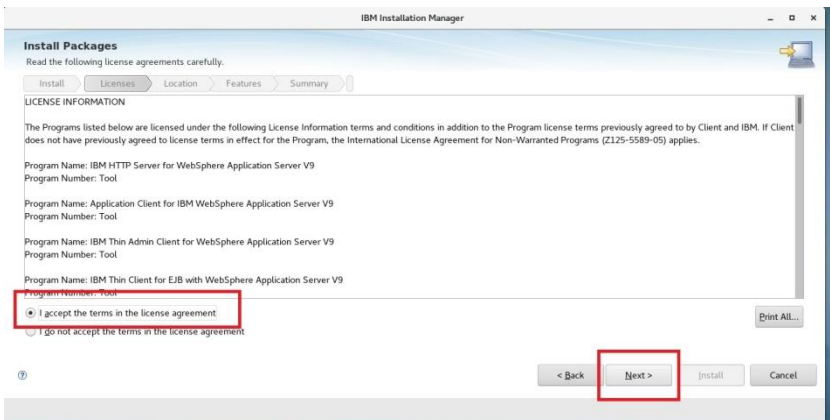 IBM Installation Manager
Install Packages
Read the following license agreements carefully.
Install
Licenses
Location
Features
Summary
LICENSE INFORMATION
The Programs listed below are licensed under the following License Information terms and conditions in addition to the Program license terms previously agreed to by Client and IBM. If Client
does not have previously agreed to license terms in effect for the Program, the International License Agreement for Non-Warranted Programs (Z125-5589-05) applies.
Program Name: IBM HTTP Server for WebSphere Application Server V9
Program Number: Tool
Program Name: Application Client for IBM WebSphere Application Server V9
Program Number: Tool
Program Name: IBM Thin Admin Client for WebSphere Application Server V9
Program Number: Tool
Program Name: IBM Thin Client for EJB with WebSphere Application Server V9
Program Number: Tool
I accept the terms in the license agreement
I do not accept the terms in the license agreement
Print All...
?
< Back
Next >
Install
Cancel